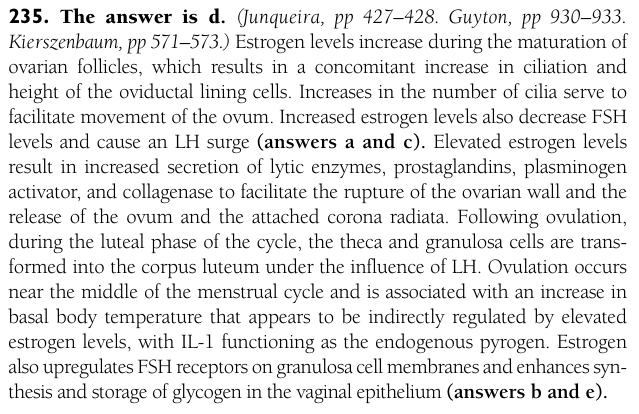 235. The answer is d. (Junqueira, pp 427–428. Guyton, pp 930–933.
Kierszenbaum, pp 571–573.) Estrogen levels increase during the maturation of
ovarian follicles, which results in a concomitant increase in ciliation and
height of the oviductal lining cells. Increases in the number of cilia serve to
facilitate movement of the ovum. Increased estrogen levels also decrease FSH
levels and cause an LH surge (answers a and c). Elevated estrogen levels
result in increased secretion of lytic enzymes, prostaglandins, plasminogen
activator, and collagenase to facilitate the rupture of the ovarian wall and the
release of the ovum and the attached corona radiata. Following ovulation,
during the luteal phase of the cycle, the theca and granulosa cells are trans-
formed into the corpus luteum under the influence of LH. Ovulation occurs
near the middle of the menstrual cycle and is associated with an increase in
basal body temperature that appears to be indirectly regulated by elevated
estrogen levels, with IL-1 functioning as the endogenous pyrogen. Estrogen
also upregulates FSH receptors on granulosa cell membranes and enhances syn-
thesis and storage of glycogen in the vaginal epithelium (answers b and e).